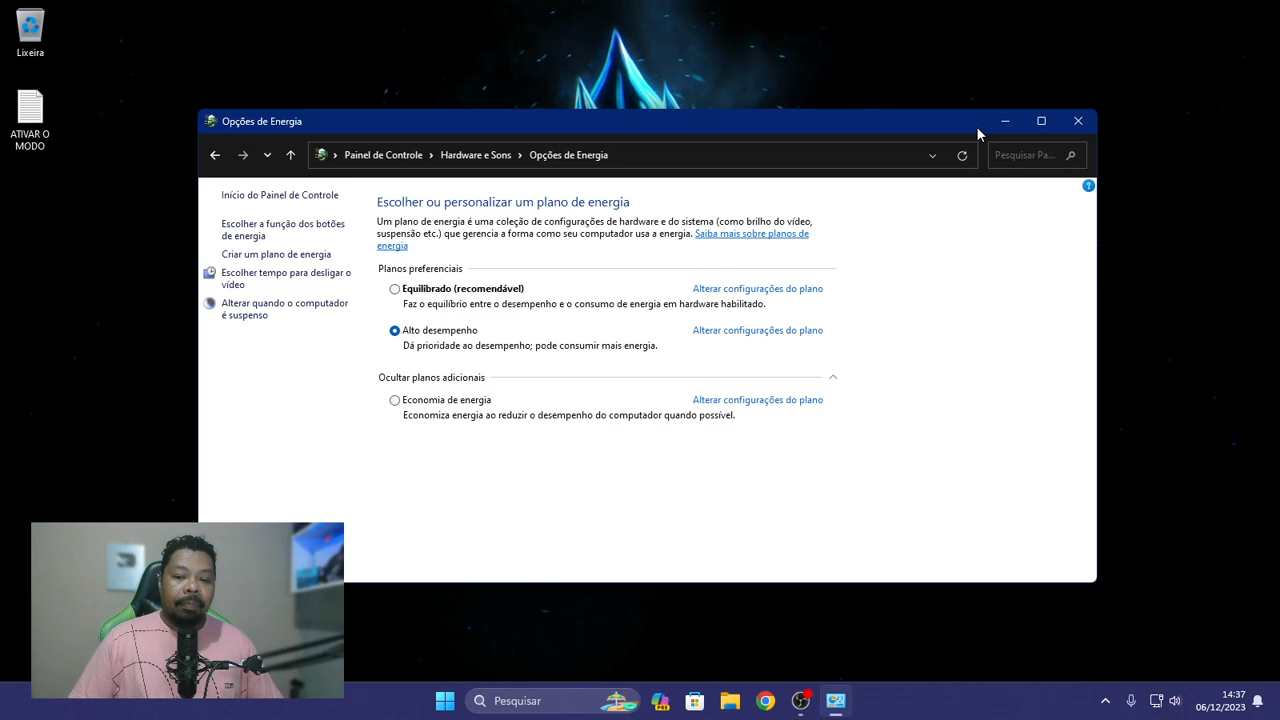 Lixeira
ATIVAR O
MODO
Opções de Energia
Painel de Controle
Hardware e Sons
Opções de Energia
Pesquisar Pa...
Início do Painel de Controle
Escolher a função dos botões
de energia
Criar um plano de energia
Escolher tempo para desligar o
vídeo
Alterar quando o computador
é suspenso
Escolher ou personalizar um plano de energia
Um plano de energia é uma coleção de configurações de hardware e do sistema (como brilho do vídeo,
suspensão etc.) que gerencia a forma como seu computador usa a energia. Saiba mais sobre planos de
energia
Planos preferenciais
Equilibrado (recomendável) Alterar configurações do plano
Faz o equilíbrio entre o desempenho e o consumo de energia em hardware habilitado.
Alto desempenho Alterar configurações do plano
Dá prioridade ao desempenho; pode consumir mais energia.
Ocultar planos adicionais
Economia de energia Alterar configurações do plano
Economiza energia ao reduzir o desempenho do computador quando possível.
Pesquisar
14:37
06/12/2023